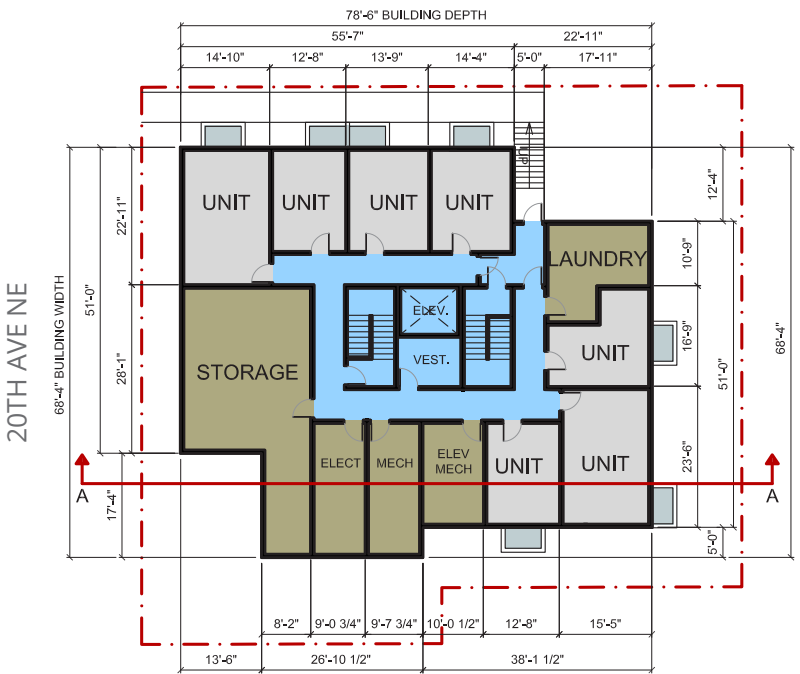 78'-6" BUILDING DEPTH
55'-7" 22'-11"
14'-10" 12'-8" 13'-9" 14'-4" 5'-0" 17'-11"
UP
UNIT UNIT UNIT UNIT
12'-4"
22'-11"
LAUNDRY
10'-9"
20TH AVE NE
68'-4" BUILDING WIDTH
51'-0"
ELEV.
VEST.
UNIT
16'-9"
51'-0"
68'-4"
28'-1"
STORAGE
ELECT
MECH
ELEV
MECH
UNIT
UNIT
23'-6"
A A
17'-4"
5'-0"
8'-2" 9'-0 3/4" 9'-7 3/4" 10'-0 1/2" 12'-8" 15'-5"
13'-6" 26'-10 1/2" 38'-1 1/2"